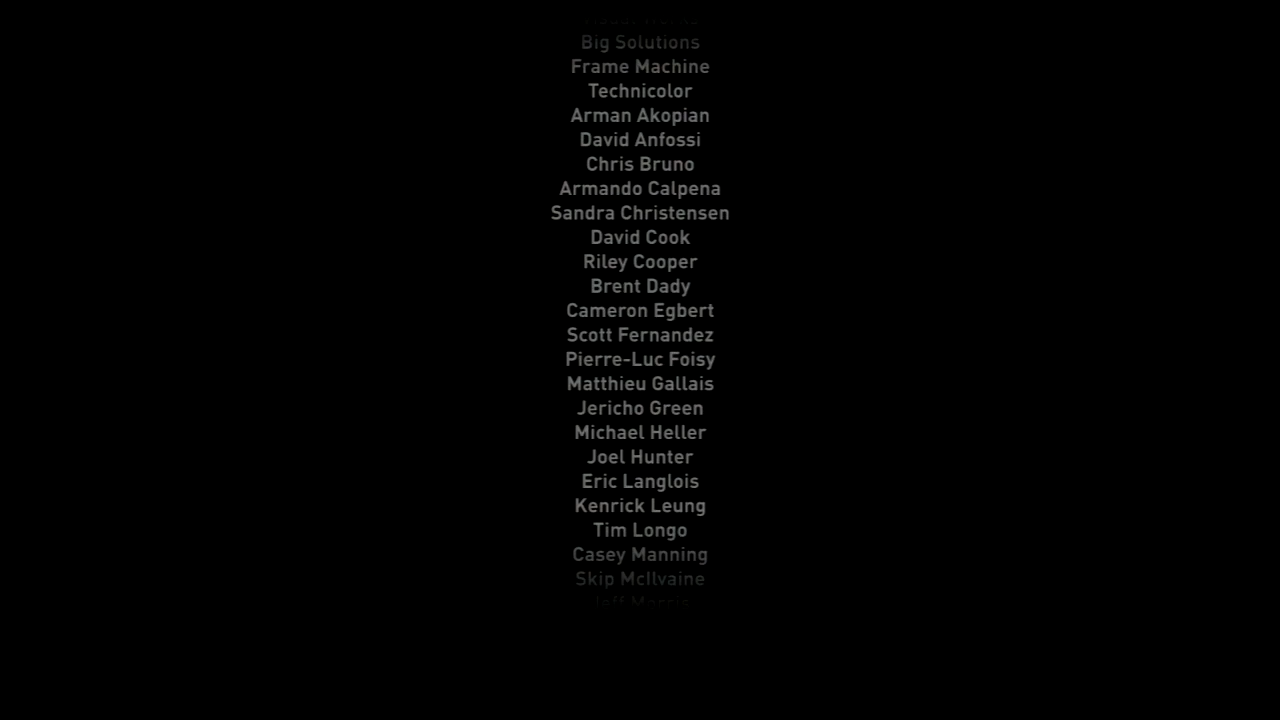 Big Solutions
Frame Machine
Technicolor
Arman Akopian
David Anfossi
Chris Bruno
Armando Calpena
Sandra Christensen
David Cook
Riley Cooper
Brent Dady
Cameron Egbert
Scott Fernandez
Pierre-Luc Foisy
Matthieu Gallais
Jericho Green
Michael Heller
Joel Hunter
Eric Langlois
Kenrick Leung
Tim Longo
Casey Manning
Skip McIlvaine
Jeff Morris